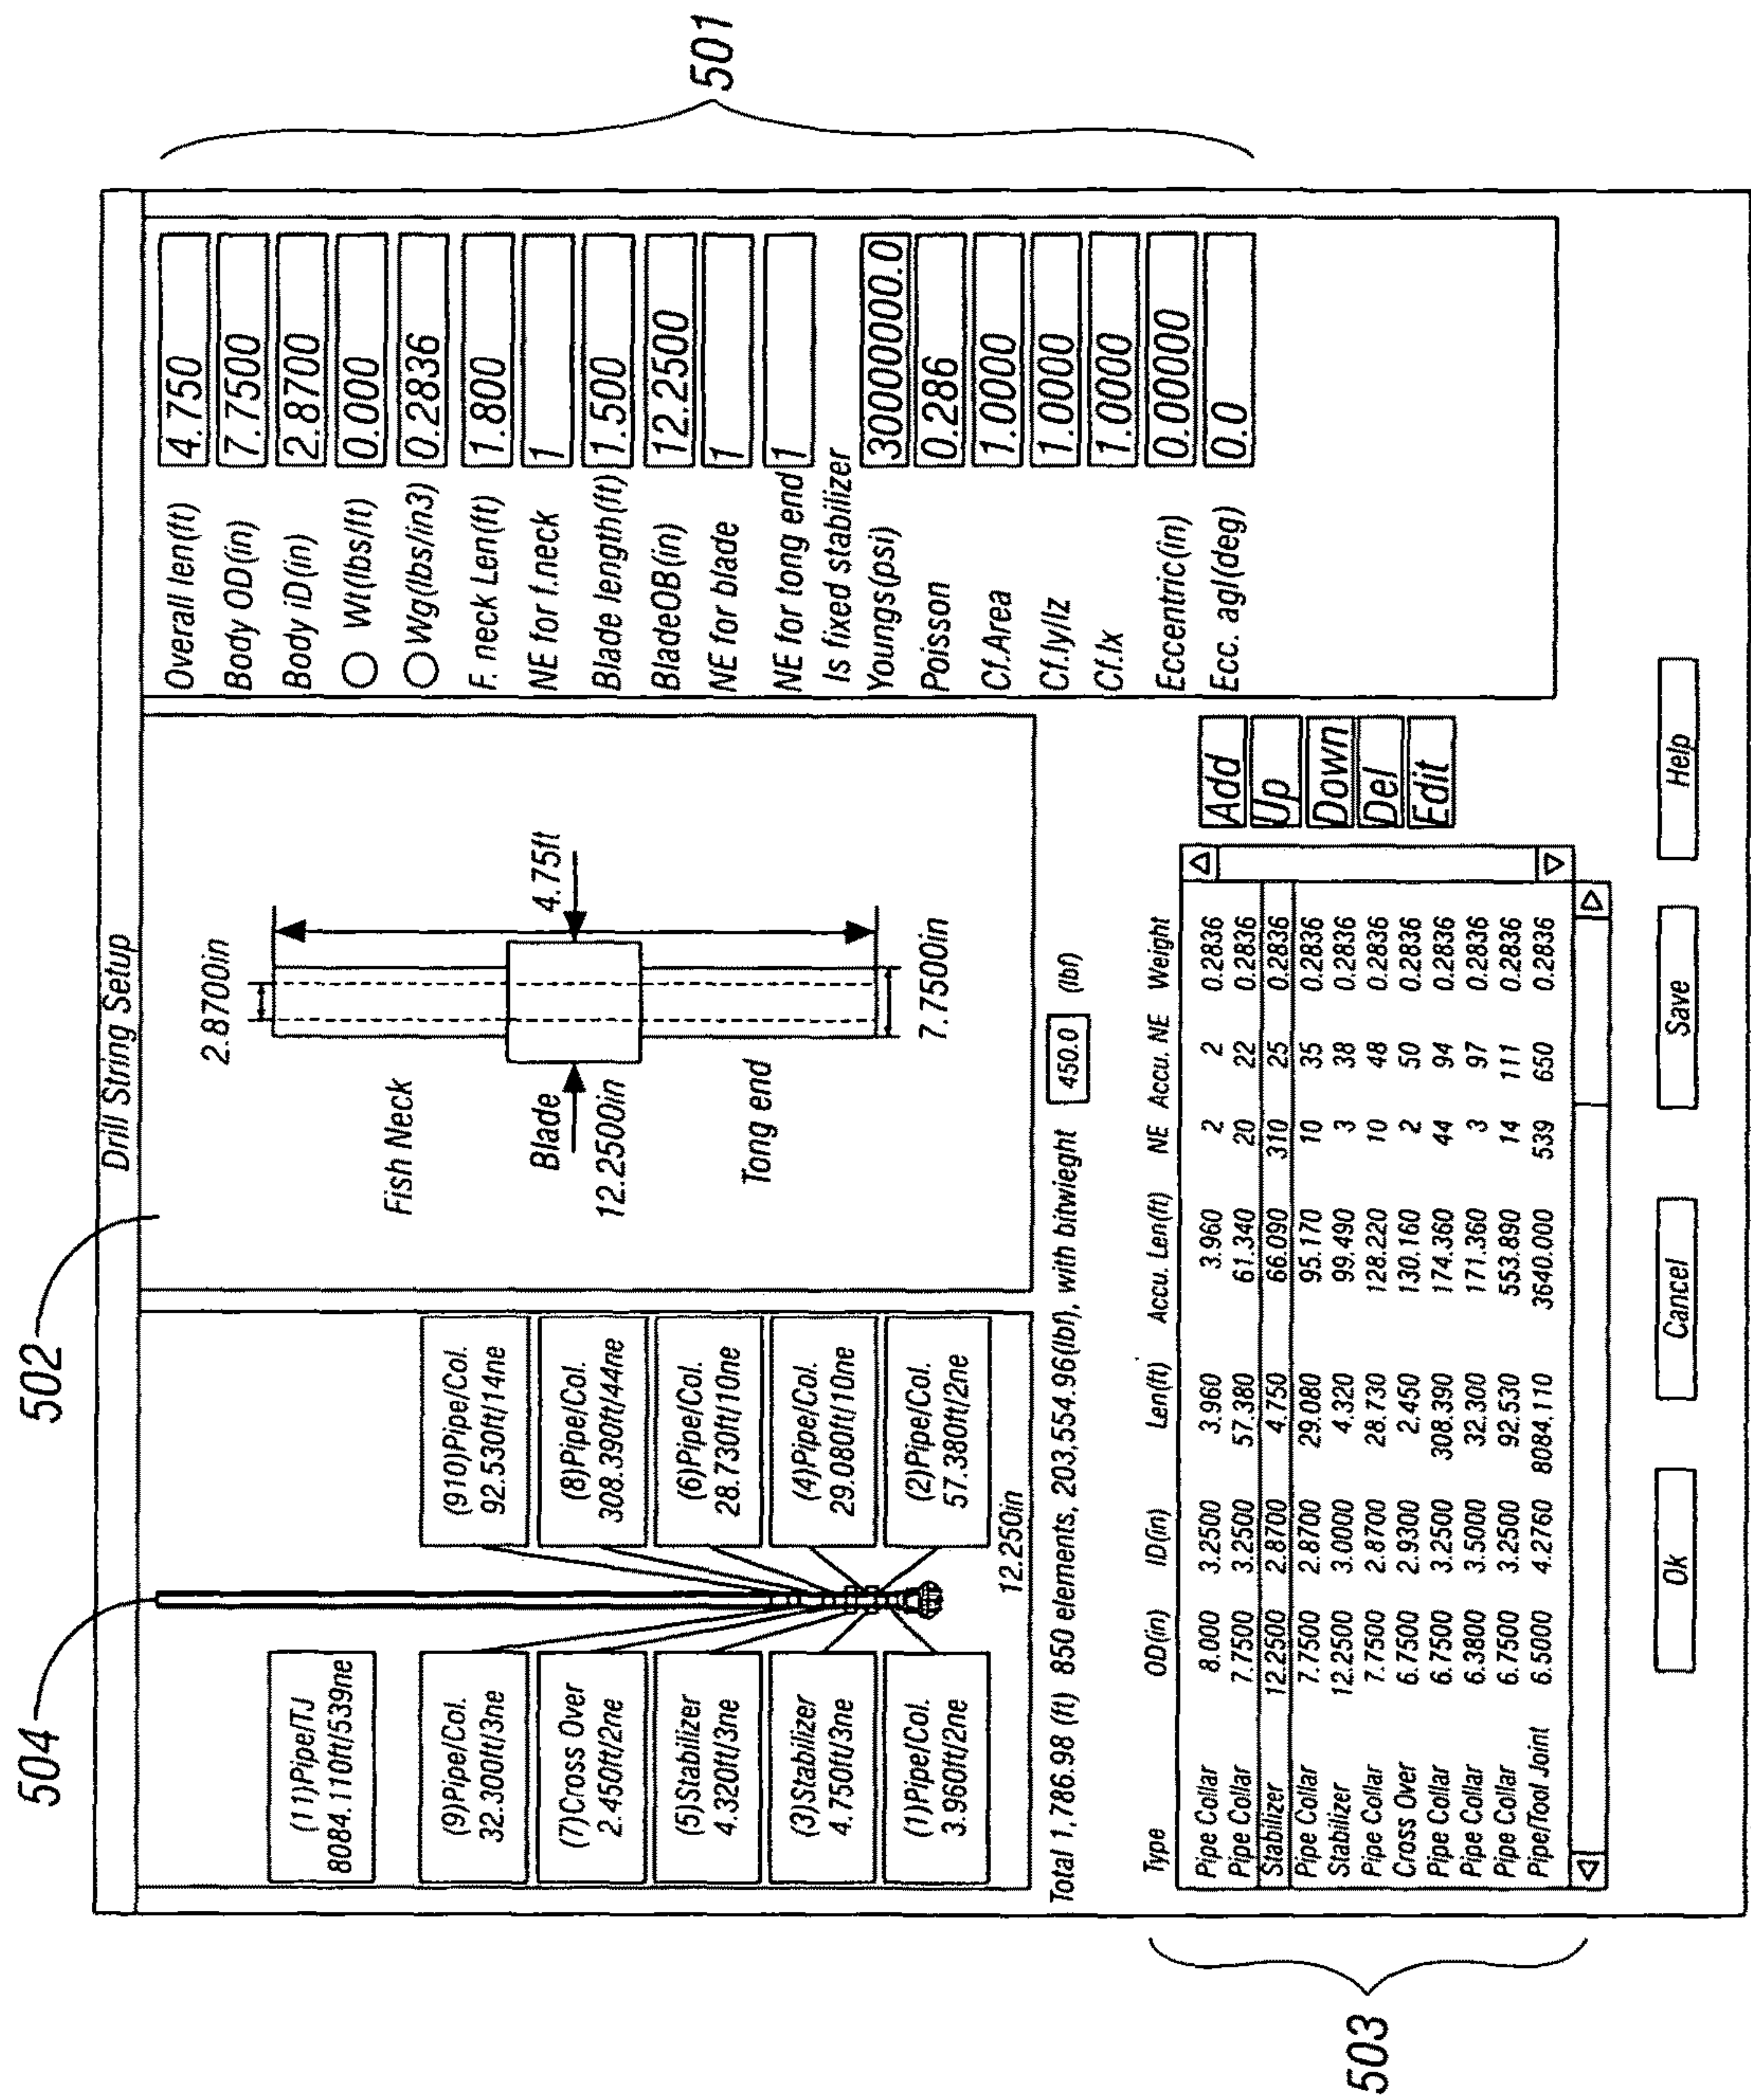 504
502
501
503
Drill String Setup
(11)Pipe/TJ
8084.110ft/539ne
(9)Pipe/Col.
32.300ft/3ne
(7)Cross Over
2.450ft/2ne
(5)Stabilizer
4.320ft/3ne
(3)Stabilizer
4.750ft/3ne
(1)Pipe/Col.
3.960ft/2ne
(910)Pipe/Col.
92.530ft/14ne
(8)Pipe/Col.
308.390ft/44ne
(6)Pipe/Col.
28.730ft/10ne
(4)Pipe/Col.
29.080ft/10ne
(2)Pipe/Col.
57.380ft/2ne
12.250in
2.8700in
Fish Neck
Blade
4.75ft
12.2500in
Tong end
7.7500in
Overall len(ft) 4.750
Body OD(in) 7.7500
Body iD(in) 2.8700
Wt(lbs/ft) 0.000
Wg(lbs/in3) 0.2836
F. neck Len(ft) 1.800
NE for f.neck 1
Blade length(ft) 1.500
BladeOB(in) 12.2500
NE for blade 1
NE for tong end 1
Is fixed stabilizer
Youngs(psi) 30000000.0
Poisson 0.286
Cf.Area 1.0000
Cf.Iy/Iz 1.0000
Cf.Ix 1.0000
Eccentric(in) 0.00000
Ecc. agl(deg) 0.0
Total 1,786.98 (ft) 850 elements, 203,554.96(lbf), with bitwieght 450.0 (lbf)
Type OD(in) ID(in) Len(ft) Accu. Len(ft) NE Accu. NE Weight
Pipe Collar 8.000 3.2500 3.960 3.960 2 2 0.2836
Pipe Collar 7.7500 3.2500 57.380 61.340 20 22 0.2836
Stabilizer 12.2500 2.8700 4.750 66.090 310 25 0.2836
Pipe Collar 7.7500 2.8700 29.080 95.170 10 35 0.2836
Stabilizer 12.2500 3.0000 4.320 99.490 3 38 0.2836
Pipe Collar 7.7500 2.8700 28.730 128.220 10 48 0.2836
Cross Over 6.7500 2.9300 2.450 130.160 2 50 0.2836
Pipe Collar 6.7500 3.2500 308.390 174.360 44 94 0.2836
Pipe Collar 6.3800 3.5000 32.300 171.360 3 97 0.2836
Pipe Collar 6.7500 3.2500 92.530 553.890 14 111 0.2836
Pipe/Tool Joint 6.5000 4.2760 8084.110 3640.000 539 650 0.2836
Add
Up
Down
Del
Edit
Ok
Cancel
Save
Help